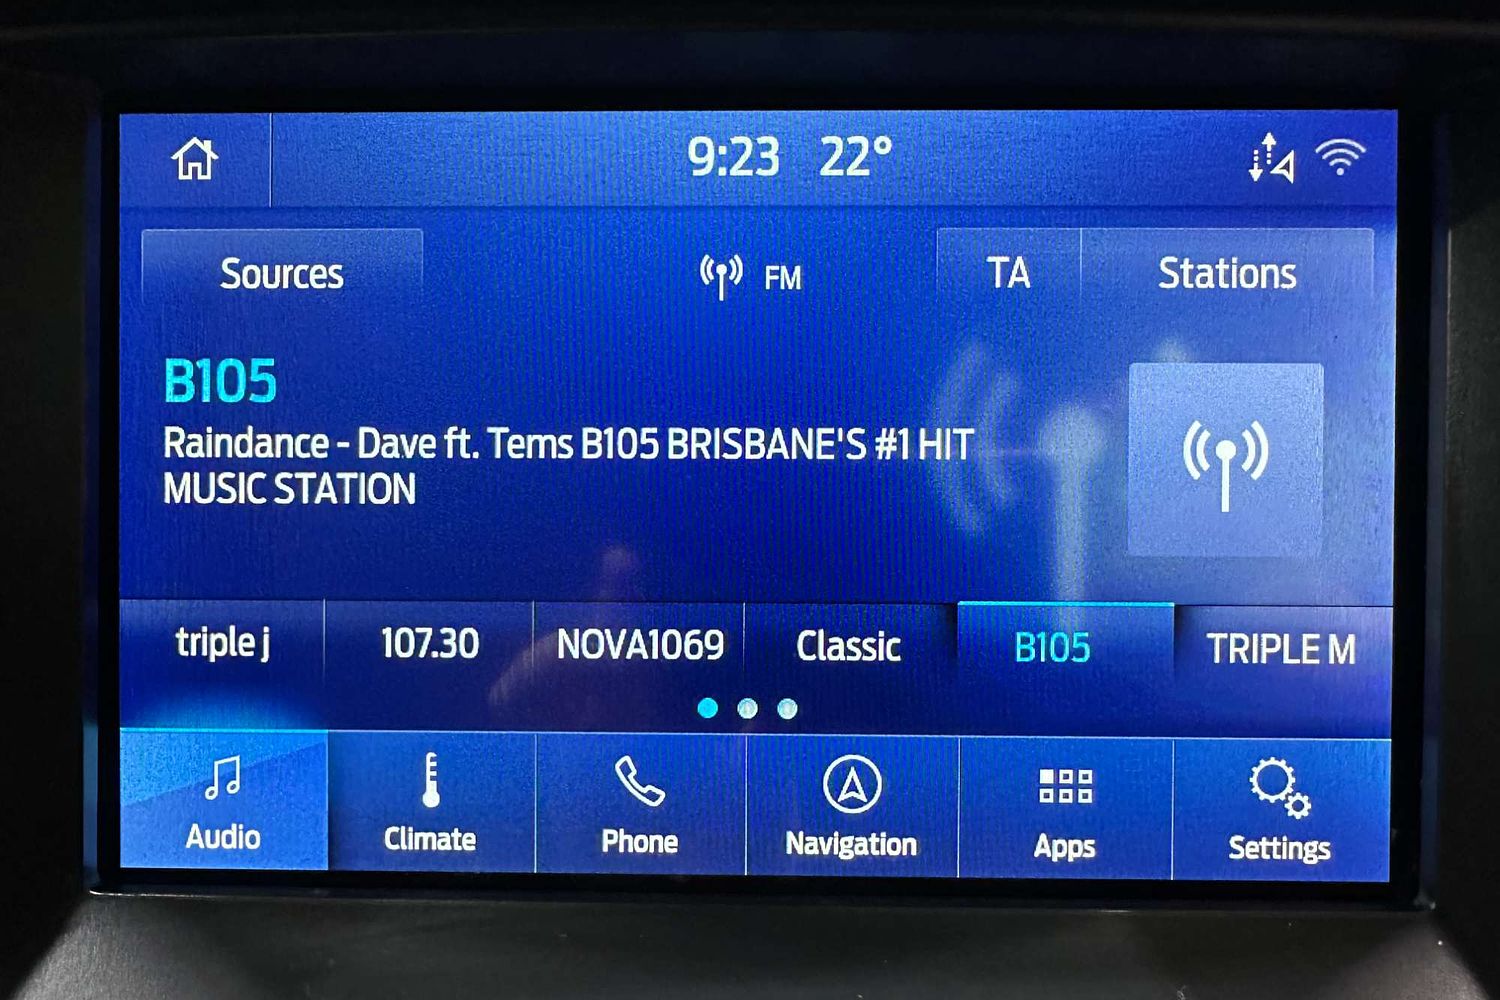 9:23 22°
Sources FM TA Stations
B105
Raindance - Dave ft. Tems B105 BRISBANE'S #1 HIT
MUSIC STATION
triple j 107.30 NOVA1069 Classic B105 TRIPLE M
Audio Climate Phone Navigation Apps Settings